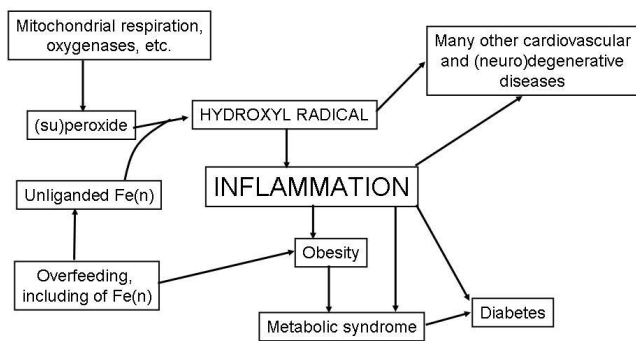 Mitochondrial respiration,
oxygenases, etc.
Many other cardiovascular
and (neuro)degenerative
diseases
(su)peroxide
HYDROXYL RADICAL
Unliganded Fe(n)
INFLAMMATION
Overfeeding,
including of Fe(n)
Obesity
Metabolic syndrome
Diabetes